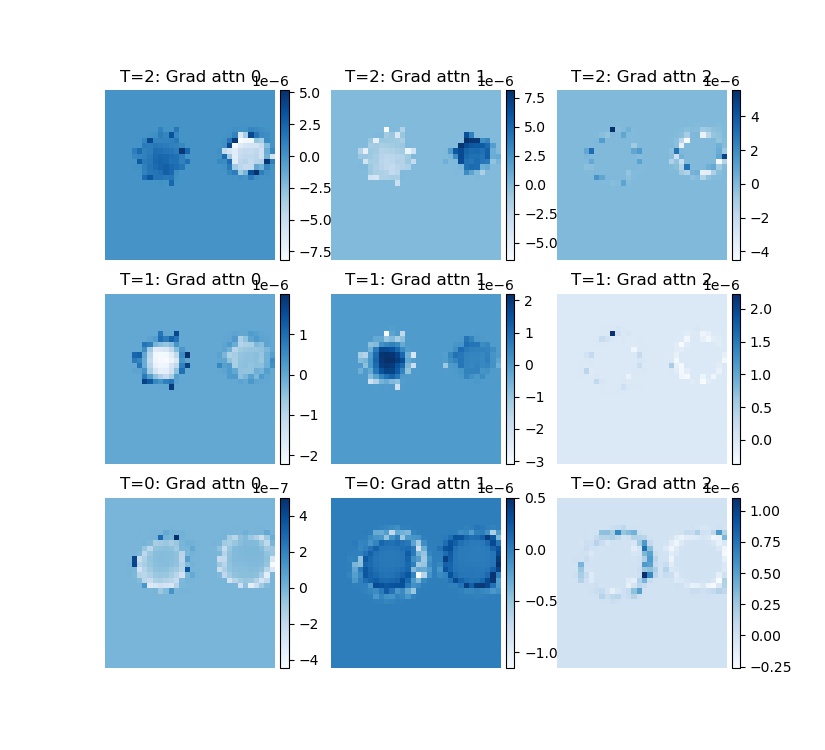 T=2: Grad attn 0
1e−6
5.0
2.5
0.0
−2.5
−5.0
−7.5
T=2: Grad attn 1
1e−6
7.5
5.0
2.5
0.0
−2.5
−5.0
T=2: Grad attn 2
1e−6
4
2
0
−2
−4
T=1: Grad attn 0
1e−6
1
0
−1
−2
T=1: Grad attn 1
1e−6
2
1
0
−1
−2
−3
T=1: Grad attn 2
1e−6
2.0
1.5
1.0
0.5
0.0
T=0: Grad attn 0
1e−7
4
2
0
−2
−4
T=0: Grad attn 1
1e−6
0.5
0.0
−0.5
−1.0
T=0: Grad attn 2
1e−6
1.00
0.75
0.50
0.25
0.00
−0.25